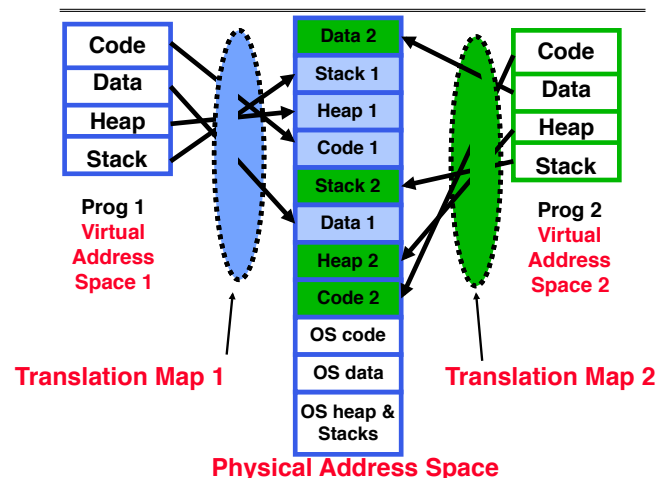 Code
Data
Heap
Stack
Prog 1
Virtual
Address
Space 1
Translation Map 1
Data 2
Stack 1
Heap 1
Code 1
Stack 2
Data 1
Heap 2
Code 2
OS code
OS data
OS heap &
Stacks
Physical Address Space
Code
Data
Heap
Stack
Prog 2
Virtual
Address
Space 2
Translation Map 2